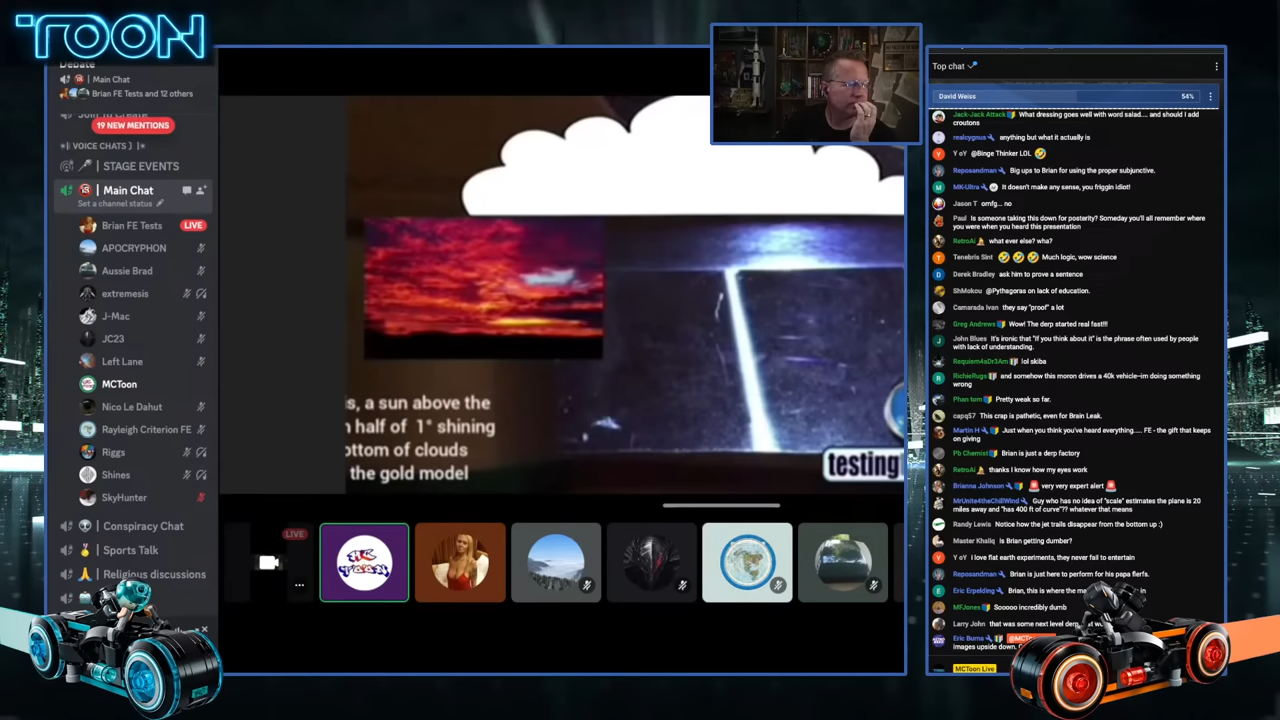 TOON
Debate
Main Chat
Brian FE Tests and 12 others
Join to Create
19 NEW MENTIONS
VOICE CHATS
STAGE EVENTS
Main Chat
Set a channel status
Brian FE Tests
LIVE
APOCRYPHON
Aussie Brad
extremesis
J-Mac
JC23
Left Lane
MCToon
Nico Le Dahut
Rayleigh Criterion FE
Riggs
Shines
SkyHunter
Conspiracy Chat
Sports Talk
Religious discussions
is, a sun above the
half of 1° shining
ottom of clouds
the gold model
testing
LIVE
Top chat
David Weiss
54%
Jack-Jack Attack What dressing goes well with word salad.... and should I add
croutons
realcygnus anything but what it actually is
Y oY @Binge Thinker LOL 🤣
Reposandman Big ups to Brian for using the proper subjunctive.
MK-Ultra It doesn't make any sense, you friggin idiot!
Jason T omfg... no
Paul Is someone taking this down for posterity? Someday you'll all remember where
you were when you heard this presentation
RetroAi what ever else? wha?
Tenebris Sint 🤣 🤣 🤣 Much logic, wow science
Derek Bradley ask him to prove a sentence
ShMokou @Pythagoras on lack of education.
Camarada Ivan they say "proof" a lot
Greg Andrews Wow! The derp started real fast!!!
John Blues It's ironic that "If you think about it" is the phrase often used by people
with lack of understanding.
Requiem4aDr3Am lol skiba
RichieRugs and somehow this moron drives a 40k vehicle--im doing something
wrong
Phan tom Pretty weak so far.
capq57 This crap is pathetic, even for Brain Leak.
Martin H Just when you think you've heard everything..... FE - the gift that keeps
on giving
Pb Chemist Brian is just a derp factory
RetroAi thanks I know how my eyes work
Brianna Johnson 🚨 very very expert alert 🚨
MrUnite4thaChillWind Guy who has no idea of "scale" estimates the plane is 20
miles away and "has 400 ft of curve"?? whatever that means
Randy Lewis Notice how the jet trails disappear from the bottom up :)
Master Khaliq Is Brian getting dumber?
Y oY i love flat earth experiments, they never fail to entertain
Reposandman Brian is just here to perform for his papa flerfs.
Eric Erpelding Brian, this is where the ma in
MFJones Sooooo incredibly dumb
Larry John that was some next level derp
Eric Burns @MCToo
images upside down.
MCToon Live